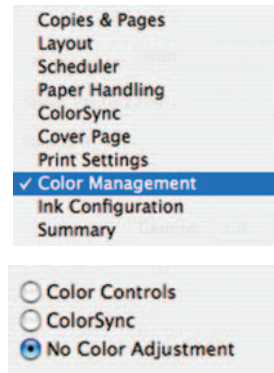 Copies & Pages
Layout
Scheduler
Paper Handling
ColorSync
Cover Page
Print Settings
✓ Color Management
Ink Configuration
Summary
Color Controls
ColorSync
No Color Adjustment